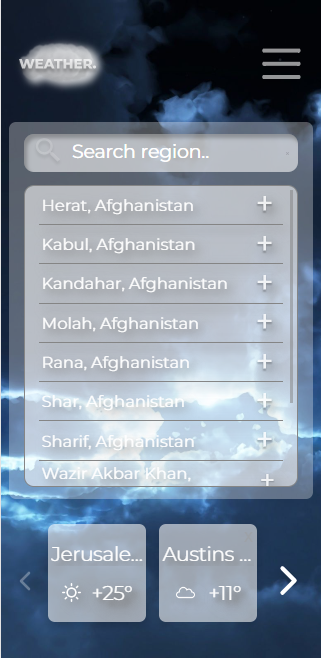 WEATHER.
Search region..
Herat, Afghanistan +
Kabul, Afghanistan +
Kandahar, Afghanistan +
Molah, Afghanistan +
Rana, Afghanistan +
Shar, Afghanistan +
Sharif, Afghanistan +
Wazir Akbar Khan, +
Jerusale... Austins ...
+25° +11°